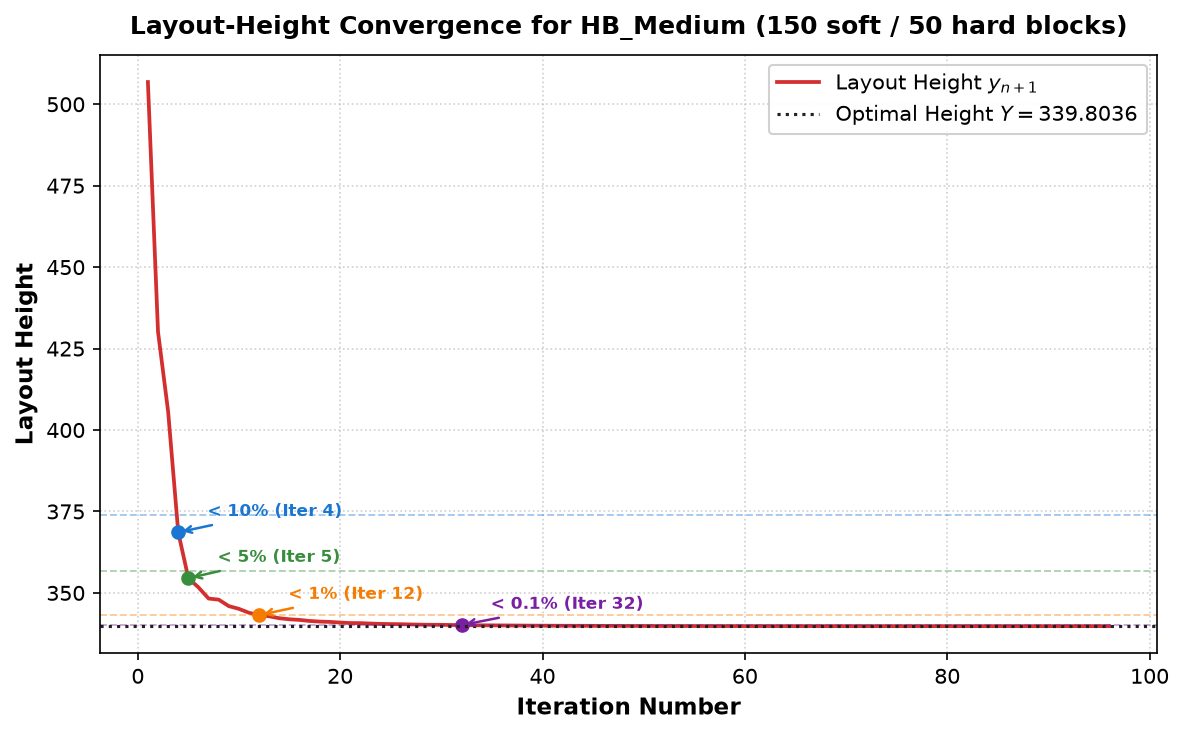 Layout-Height Convergence for HB_Medium (150 soft / 50 hard blocks)
Layout Height yₙ₊₁
Optimal Height Y = 339.8036
500
475
450
425
400
375
350
Layout Height
< 10% (Iter 4)
< 5% (Iter 5)
< 1% (Iter 12)
< 0.1% (Iter 32)
0 20 40 60 80 100
Iteration Number